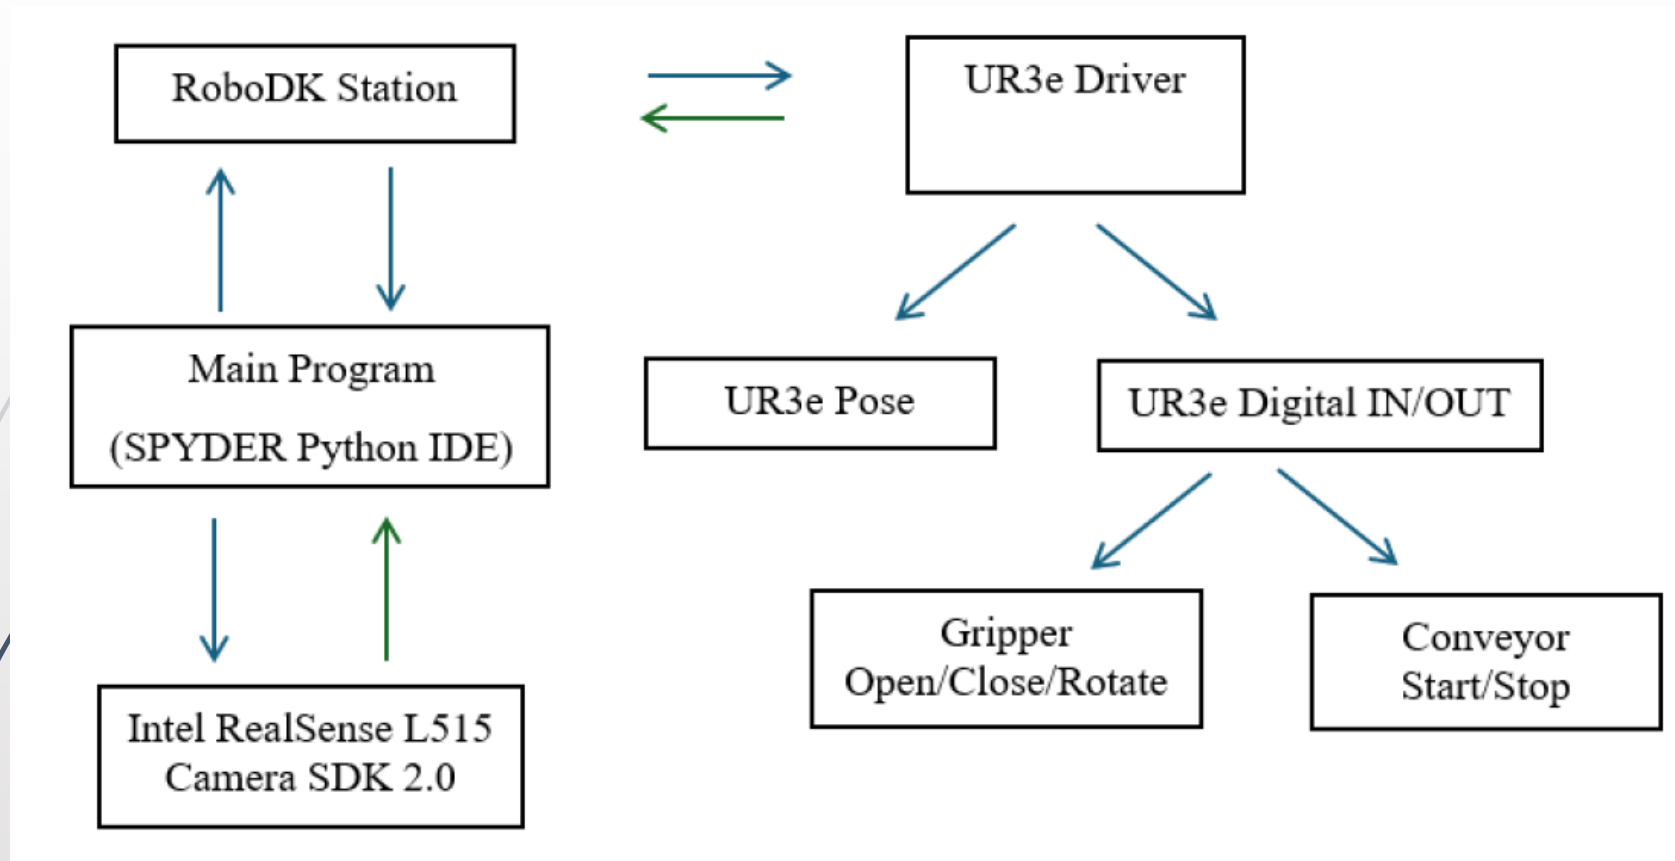 RoboDK Station
UR3e Driver
Main Program
(SPYDER Python IDE)
UR3e Pose
UR3e Digital IN/OUT
Gripper
Open/Close/Rotate
Conveyor
Start/Stop
Intel RealSense L515
Camera SDK 2.0